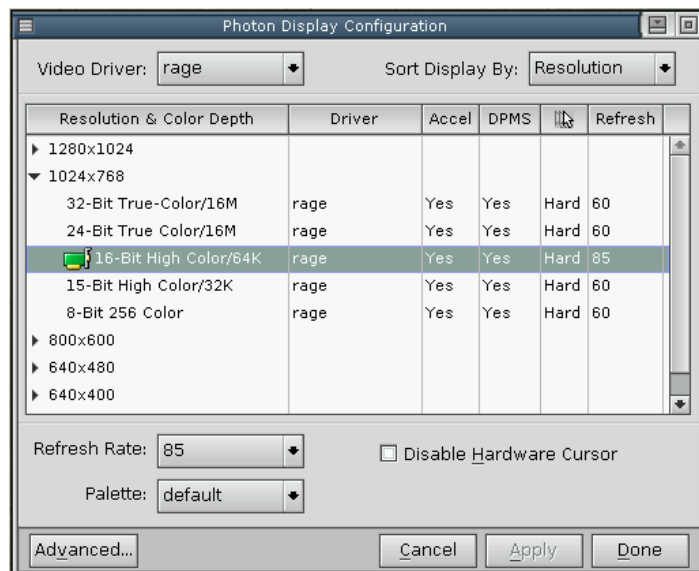 Photon Display Configuration
Video Driver: rage Sort Display By: Resolution
Resolution & Color Depth Driver Accel DPMS Refresh
1280x1024
1024x768
32-Bit True-Color/16M rage Yes Yes Hard 60
24-Bit True Color/16M rage Yes Yes Hard 60
16-Bit High Color/64K rage Yes Yes Hard 85
15-Bit High Color/32K rage Yes Yes Hard 60
8-Bit 256 Color rage Yes Yes Hard 60
800x600
640x480
640x400
Refresh Rate: 85 Disable Hardware Cursor
Palette: default
Advanced... Cancel Apply Done